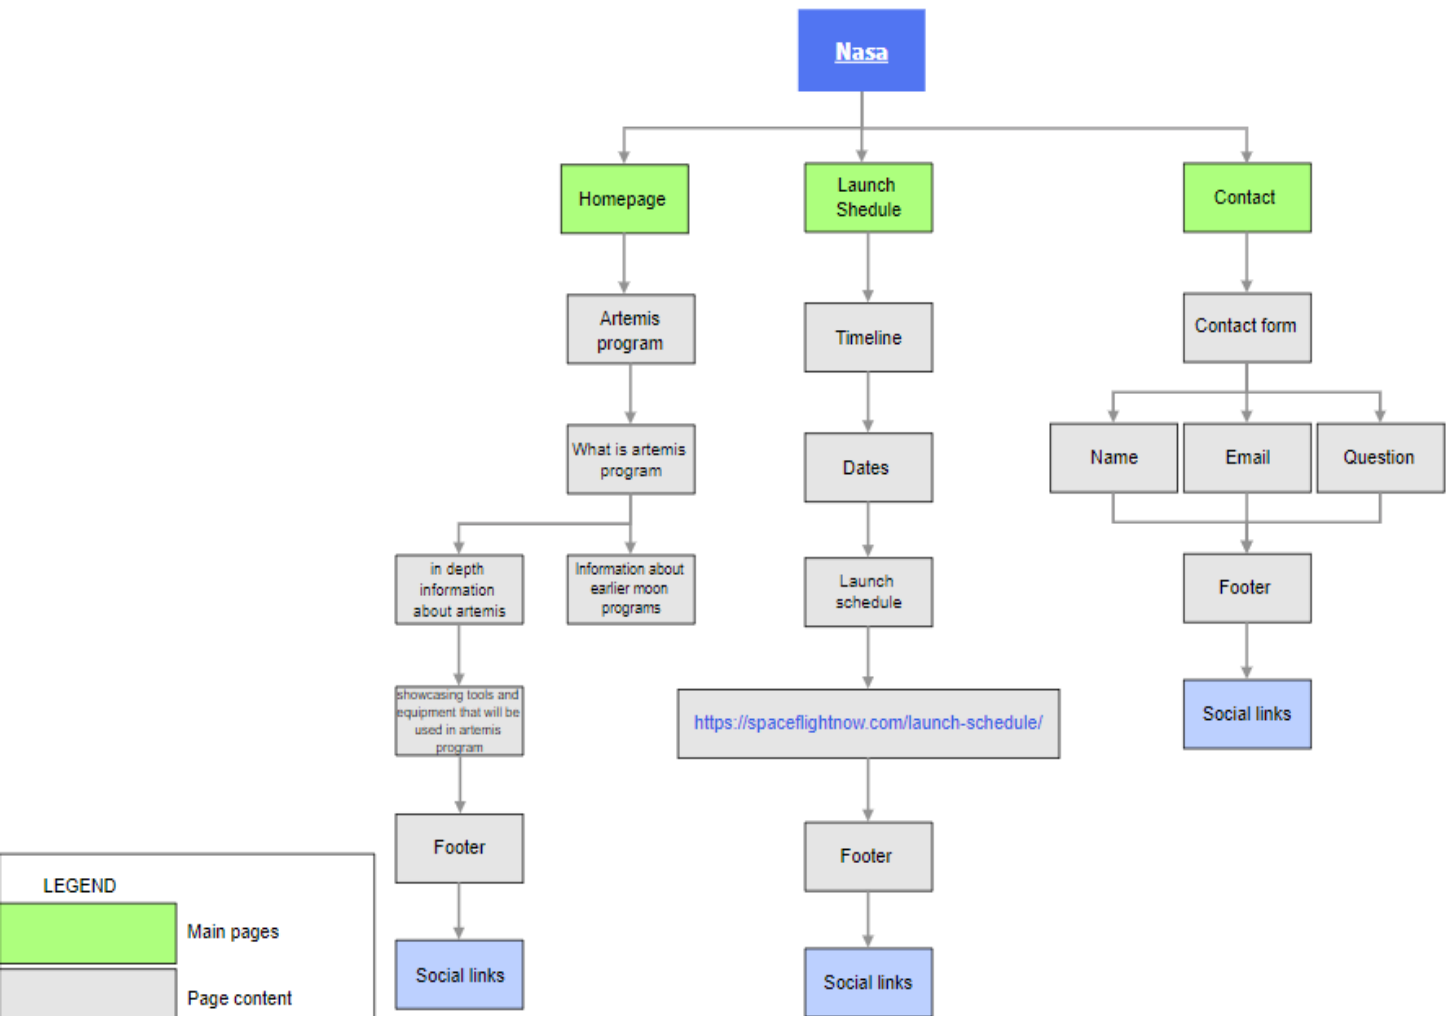 Nasa
Homepage
Launch
Shedule
Contact
Artemis
program
Timeline
Contact form
What is artemis
program
Dates
Name
Email
Question
in depth
information
about artemis
Information about
earlier moon
programs
Launch
schedule
Footer
showcasing tools and
equipment that will be
used in artemis
program
https://spaceflightnow.com/launch-schedule/
Social links
Footer
Footer
LEGEND
Main pages
Social links
Social links
Page content